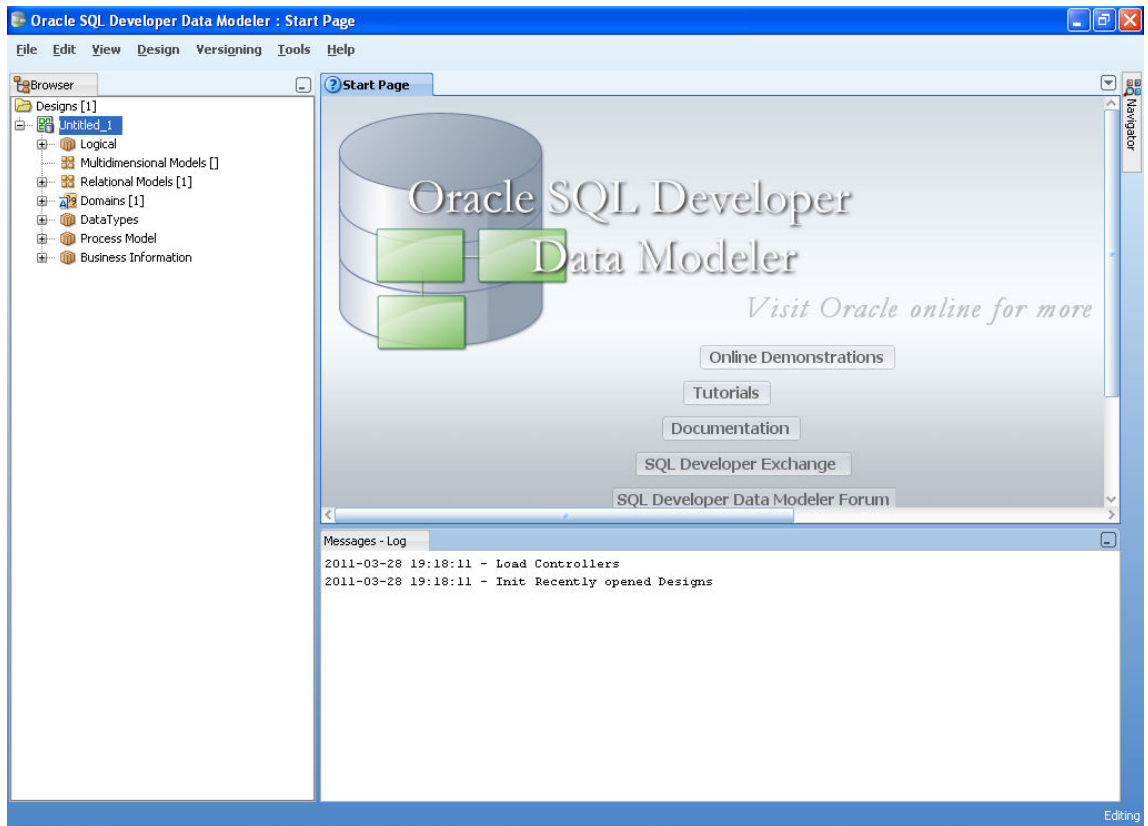 Oracle SQL Developer Data Modeler : Start Page
File Edit View Design Versioning Tools Help
Browser
Designs [1]
Untitled_1
Logical
Multidimensional Models []
Relational Models [1]
Domains [1]
DataTypes
Process Model
Business Information
Start Page
Oracle SQL Developer
Data Modeler
Visit Oracle online for more
Online Demonstrations
Tutorials
Documentation
SQL Developer Exchange
SQL Developer Data Modeler Forum
Navigator
Messages - Log
2011-03-28 19:18:11 - Load Controllers
2011-03-28 19:18:11 - Init Recently opened Designs
Editing